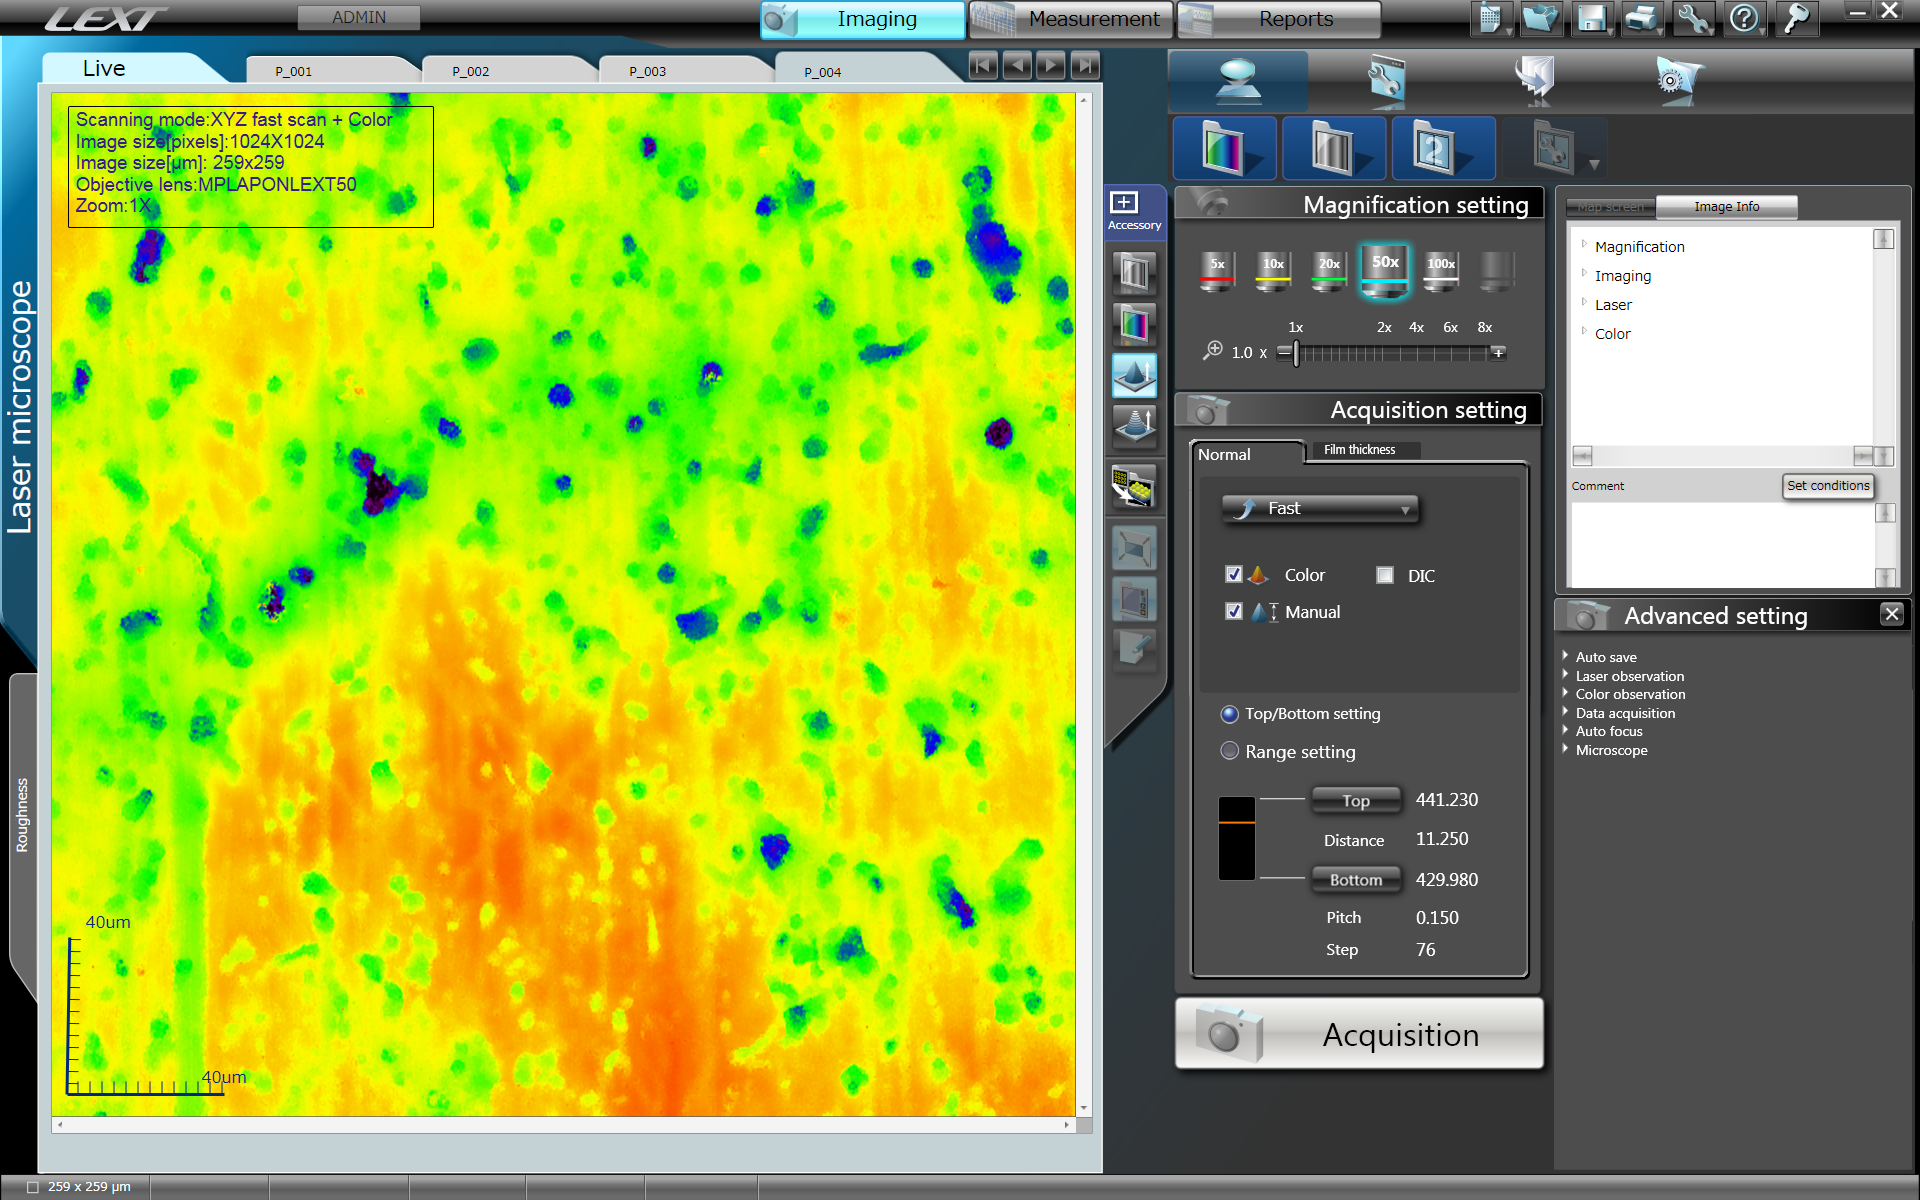 LEXT
ADMIN
Imaging
Measurement
Reports
Live
P_001
P_002
P_003
P_004
Scanning mode:XYZ fast scan + Color
Image size[pixels]:1024X1024
Image size[µm]: 259x259
Objective lens:MPLAPONLEXT50
Zoom:1X
Laser microscope
Roughness
40um
40um
259 x 259 µm
Accessory
2
Magnification setting
5x
10x
20x
50x
100x
1x
2x
4x
6x
8x
1.0 x
Acquisition setting
Normal
Film thickness
Fast
Color
DIC
Manual
Top/Bottom setting
Range setting
Top
441.230
Distance
11.250
Bottom
429.980
Pitch
0.150
Step
76
Acquisition
Map screen
Image Info
Magnification
Imaging
Laser
Color
Comment
Set conditions
Advanced setting
Auto save
Laser observation
Color observation
Data acquisition
Auto focus
Microscope